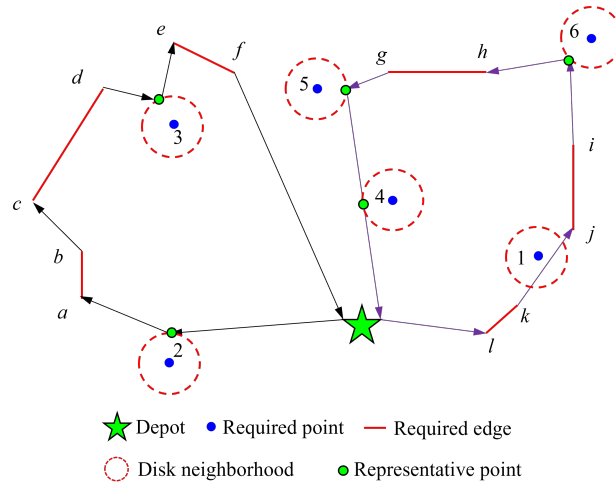 e
f
g
h
6
d
5
3
i
c
4
b
j
1
a
k
l
2
Depot
Required point
Required edge
Disk neighborhood
Representative point